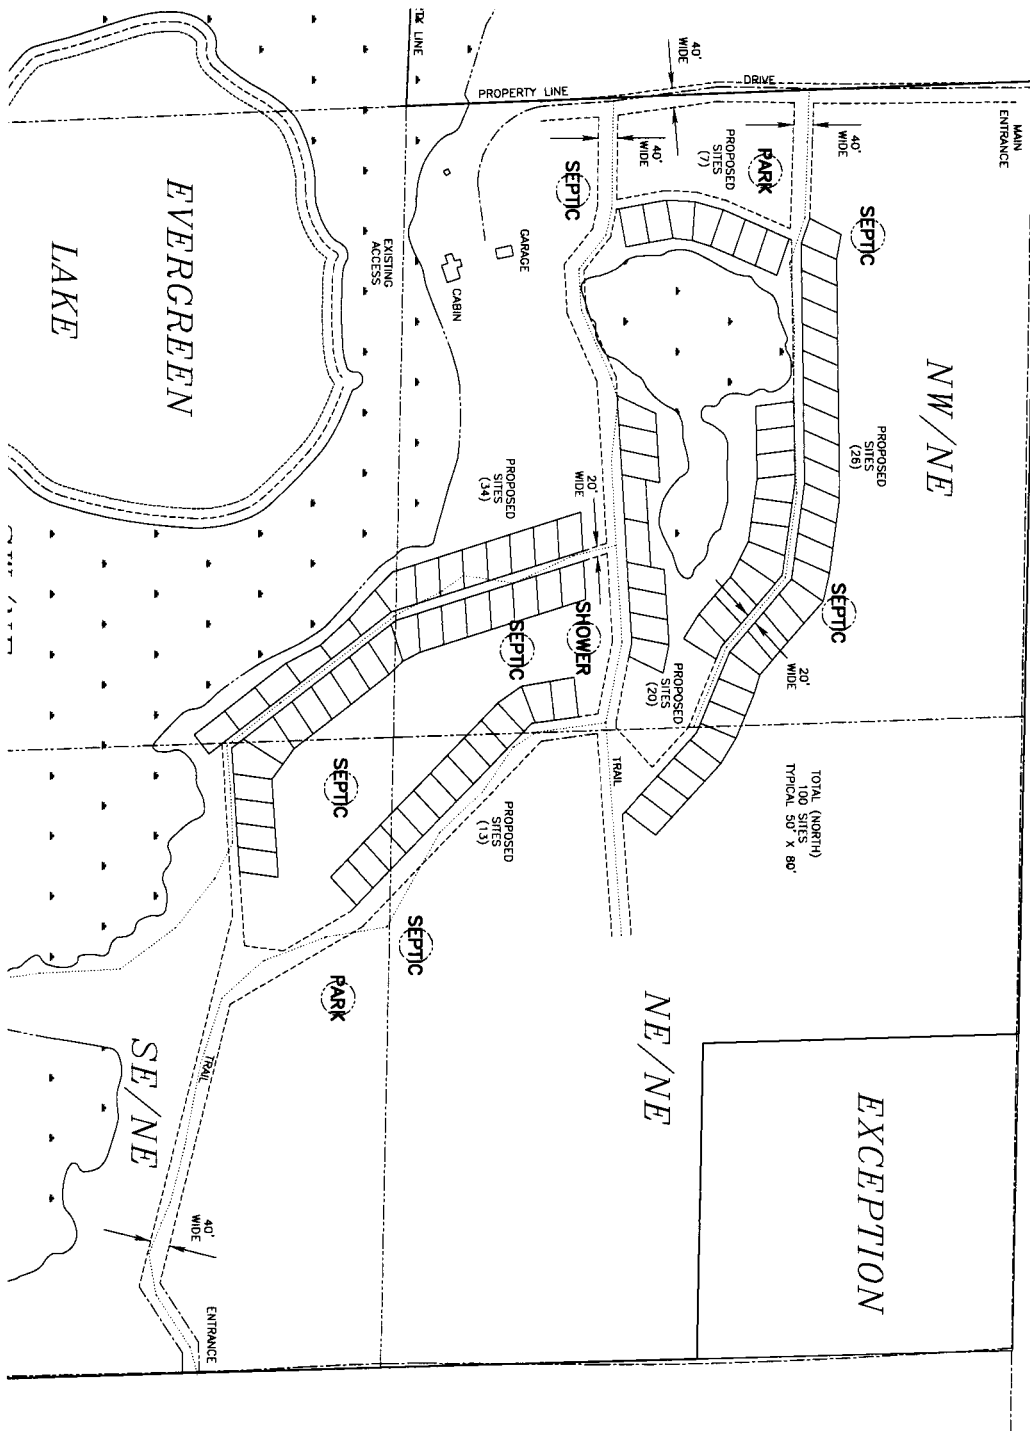 MAIN
ENTRANCE
DRIVE
PROPERTY LINE
40'
WIDE
40'
WIDE
40'
WIDE
PROPOSED
SITES
(7)
PARK
SEPTIC
SEPTIC
GARAGE
CABIN
EXISTING
ACCESS
LINE
EVERGREEN
LAKE
NW/NE
PROPOSED
SITES
(26)
PROPOSED
SITES
(34)
20'
WIDE
SEPTIC
SHOWER
SEPTIC
20'
WIDE
PROPOSED
SITES
(20)
TRAIL
TOTAL (NORTH)
100 SITES
TYPICAL 50' X 80'
SEPTIC
PROPOSED
SITES
(13)
SEPTIC
PARK
NE/NE
EXCEPTION
SE/NE
TRAIL
40'
WIDE
ENTRANCE